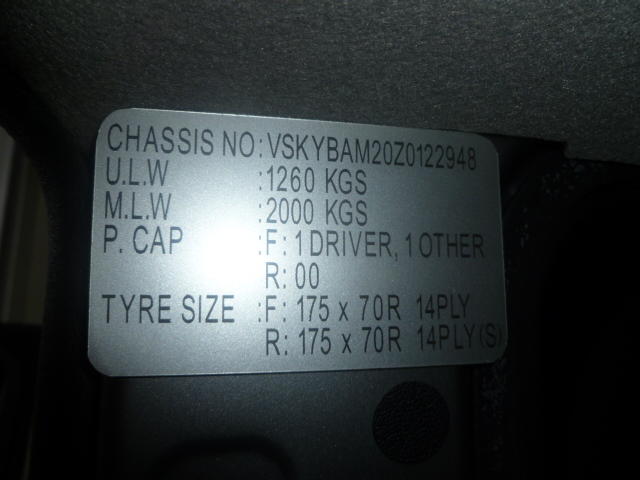 CHASSIS NO: VSKYBAM20Z0122948
U.L.W :1260 KGS
M.L.W :2000 KGS
P. CAP :F: 1 DRIVER, 1 OTHER
R: 00
TYRE SIZE :F: 175 x 70R 14PLY
R: 175 x 70R 14PLY(S)